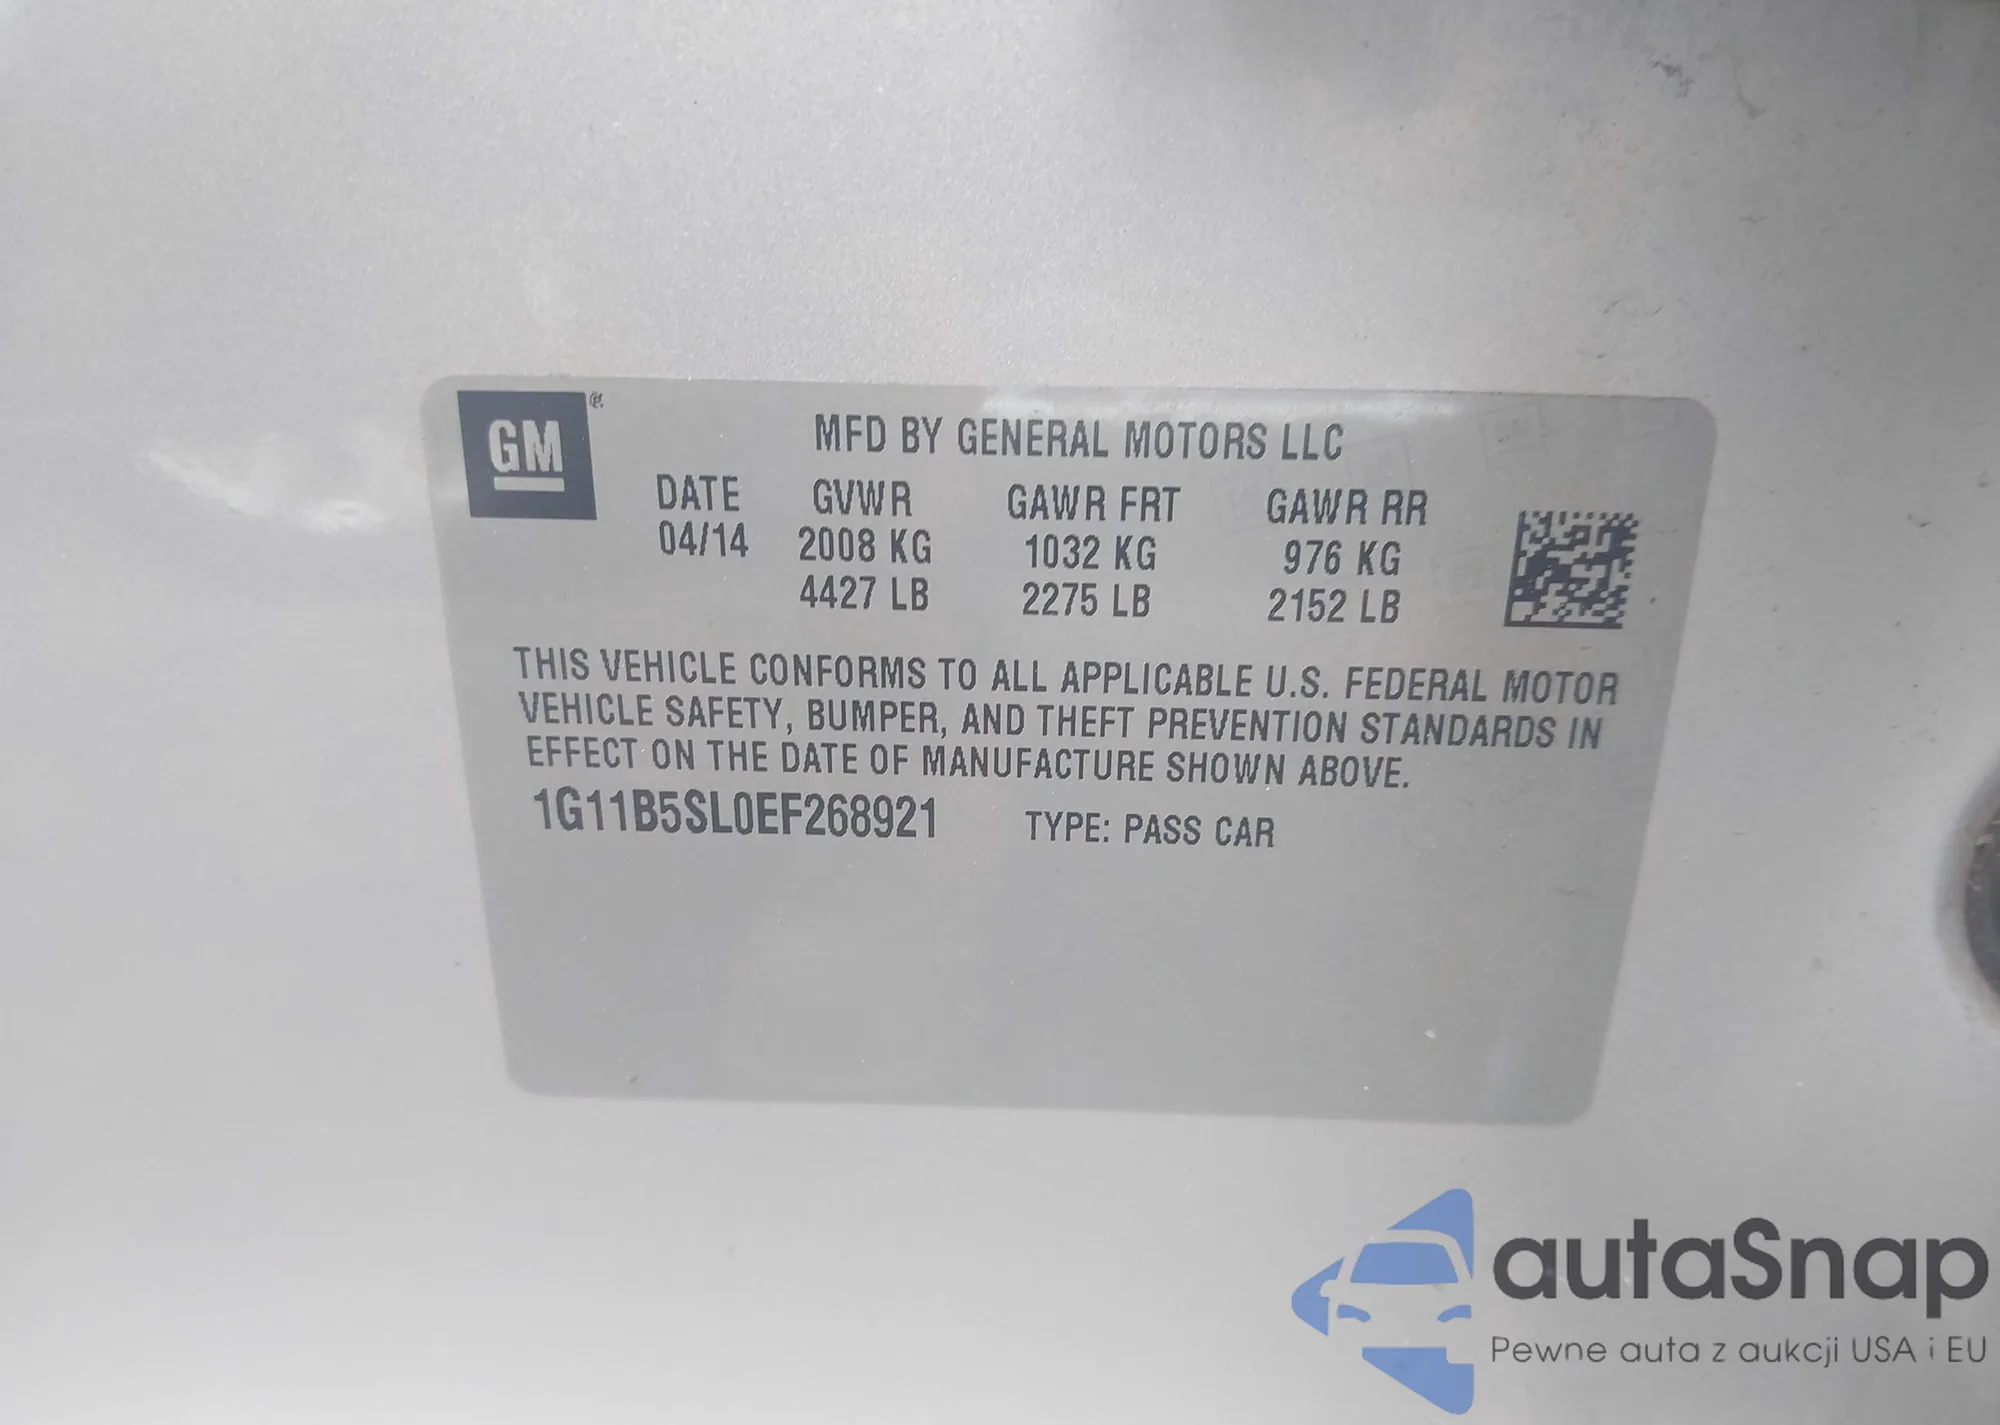 GM
MFD BY GENERAL MOTORS LLC
DATE GVWR GAWR FRT GAWR RR
04/14 2008 KG 1032 KG 976 KG
4427 LB 2275 LB 2152 LB
THIS VEHICLE CONFORMS TO ALL APPLICABLE U.S. FEDERAL MOTOR
VEHICLE SAFETY, BUMPER, AND THEFT PREVENTION STANDARDS IN
EFFECT ON THE DATE OF MANUFACTURE SHOWN ABOVE.
1G11B5SL0EF268921 TYPE: PASS CAR
autaSnap
Pewne auta z aukcji USA i EU